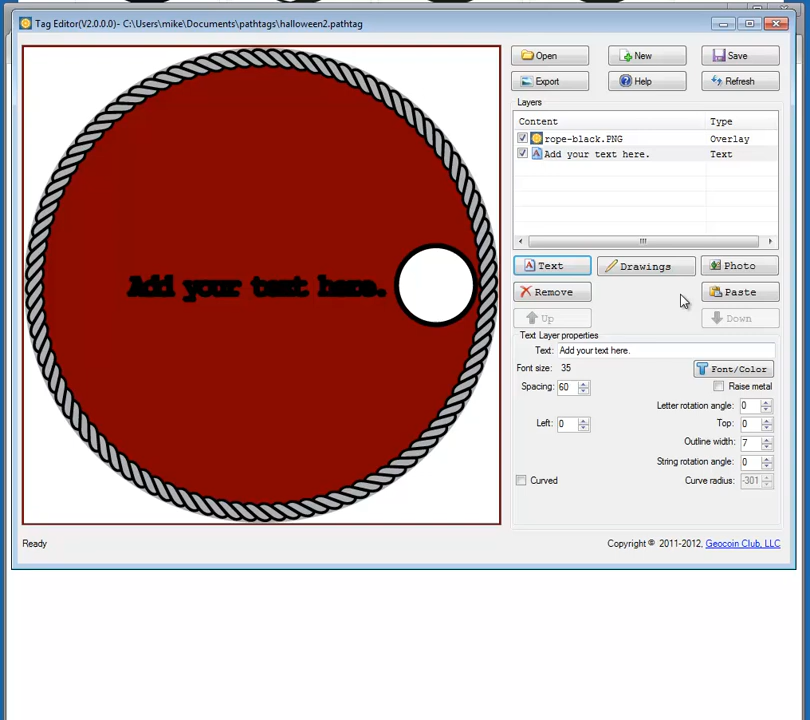 Tag Editor(V2.0.0.0)- C:\Users\mike\Documents\pathtags\halloween2.pathtag
Open New Save
Export Help Refresh
Layers
Content Type
rope-black.PNG Overlay
Add your text here. Text
Add your text here.
Text Drawings Photo
Remove Paste
Up Down
Text Layer properties
Text: Add your text here.
Font size: 35 Font/Color
Spacing: 60 Raise metal
Letter rotation angle: 0
Left: 0 Top: 0
Outline width: 7
String rotation angle: 0
Curved Curve radius: -301
Ready Copyright © 2011-2012, Geocoin Club, LLC